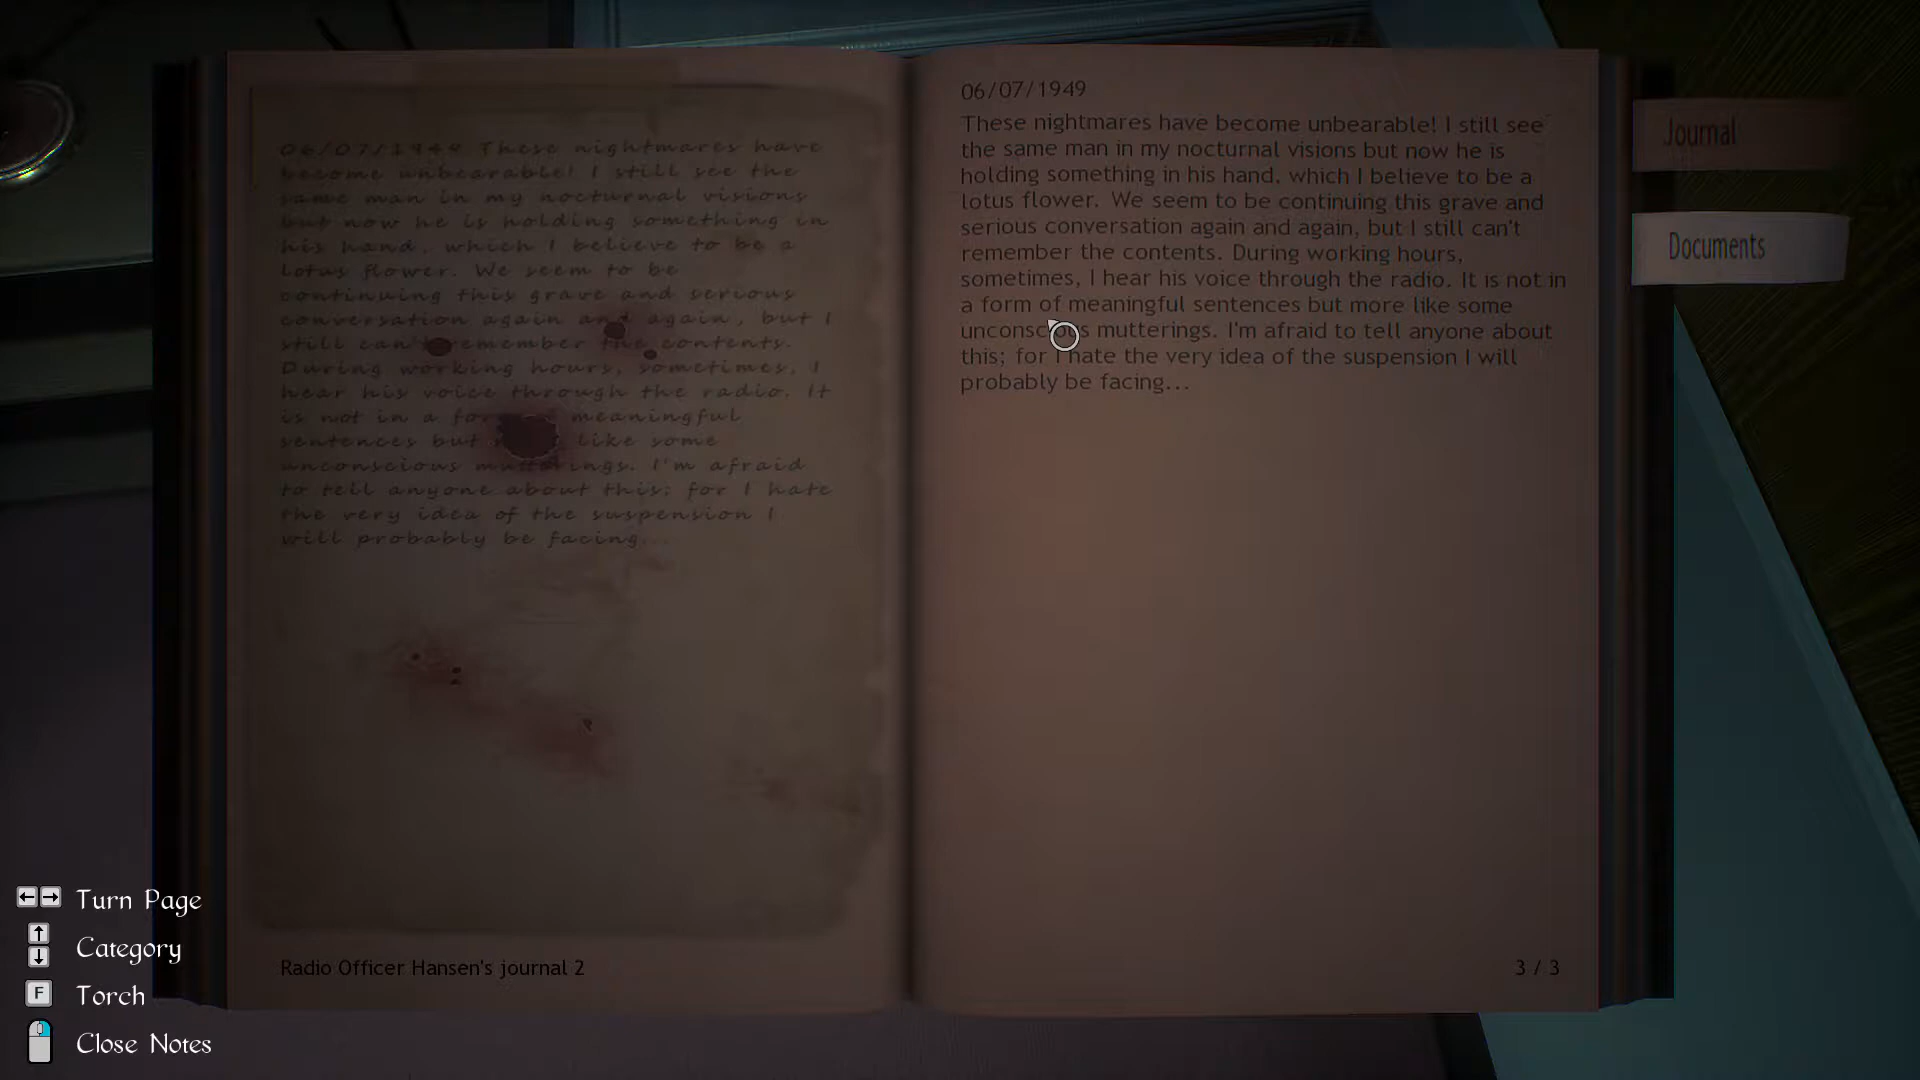 06/07/1949 These nightmares have
become unbearable! I still see the
same man in my nocturnal visions
but now he is holding something in
his hand, which I believe to be a
lotus flower. We seem to be
continuing this grave and serious
conversation again and again, but I
still can't remember the contents.
During working hours, sometimes, I
hear his voice through the radio. It
is not in a for meaningful
sentences but like some
unconscious mutterings. I'm afraid
to tell anyone about this; for I hate
the very idea of the suspension I
will probably be facing...
Radio Officer Hansen's journal 2
06/07/1949
These nightmares have become unbearable! I still see
the same man in my nocturnal visions but now he is
holding something in his hand, which I believe to be a
lotus flower. We seem to be continuing this grave and
serious conversation again and again, but I still can't
remember the contents. During working hours,
sometimes, I hear his voice through the radio. It is not in
a form of meaningful sentences but more like some
unconscious mutterings. I'm afraid to tell anyone about
this; for I hate the very idea of the suspension I will
probably be facing...
3 / 3
Journal
Documents
Turn Page
Category
F Torch
Close Notes